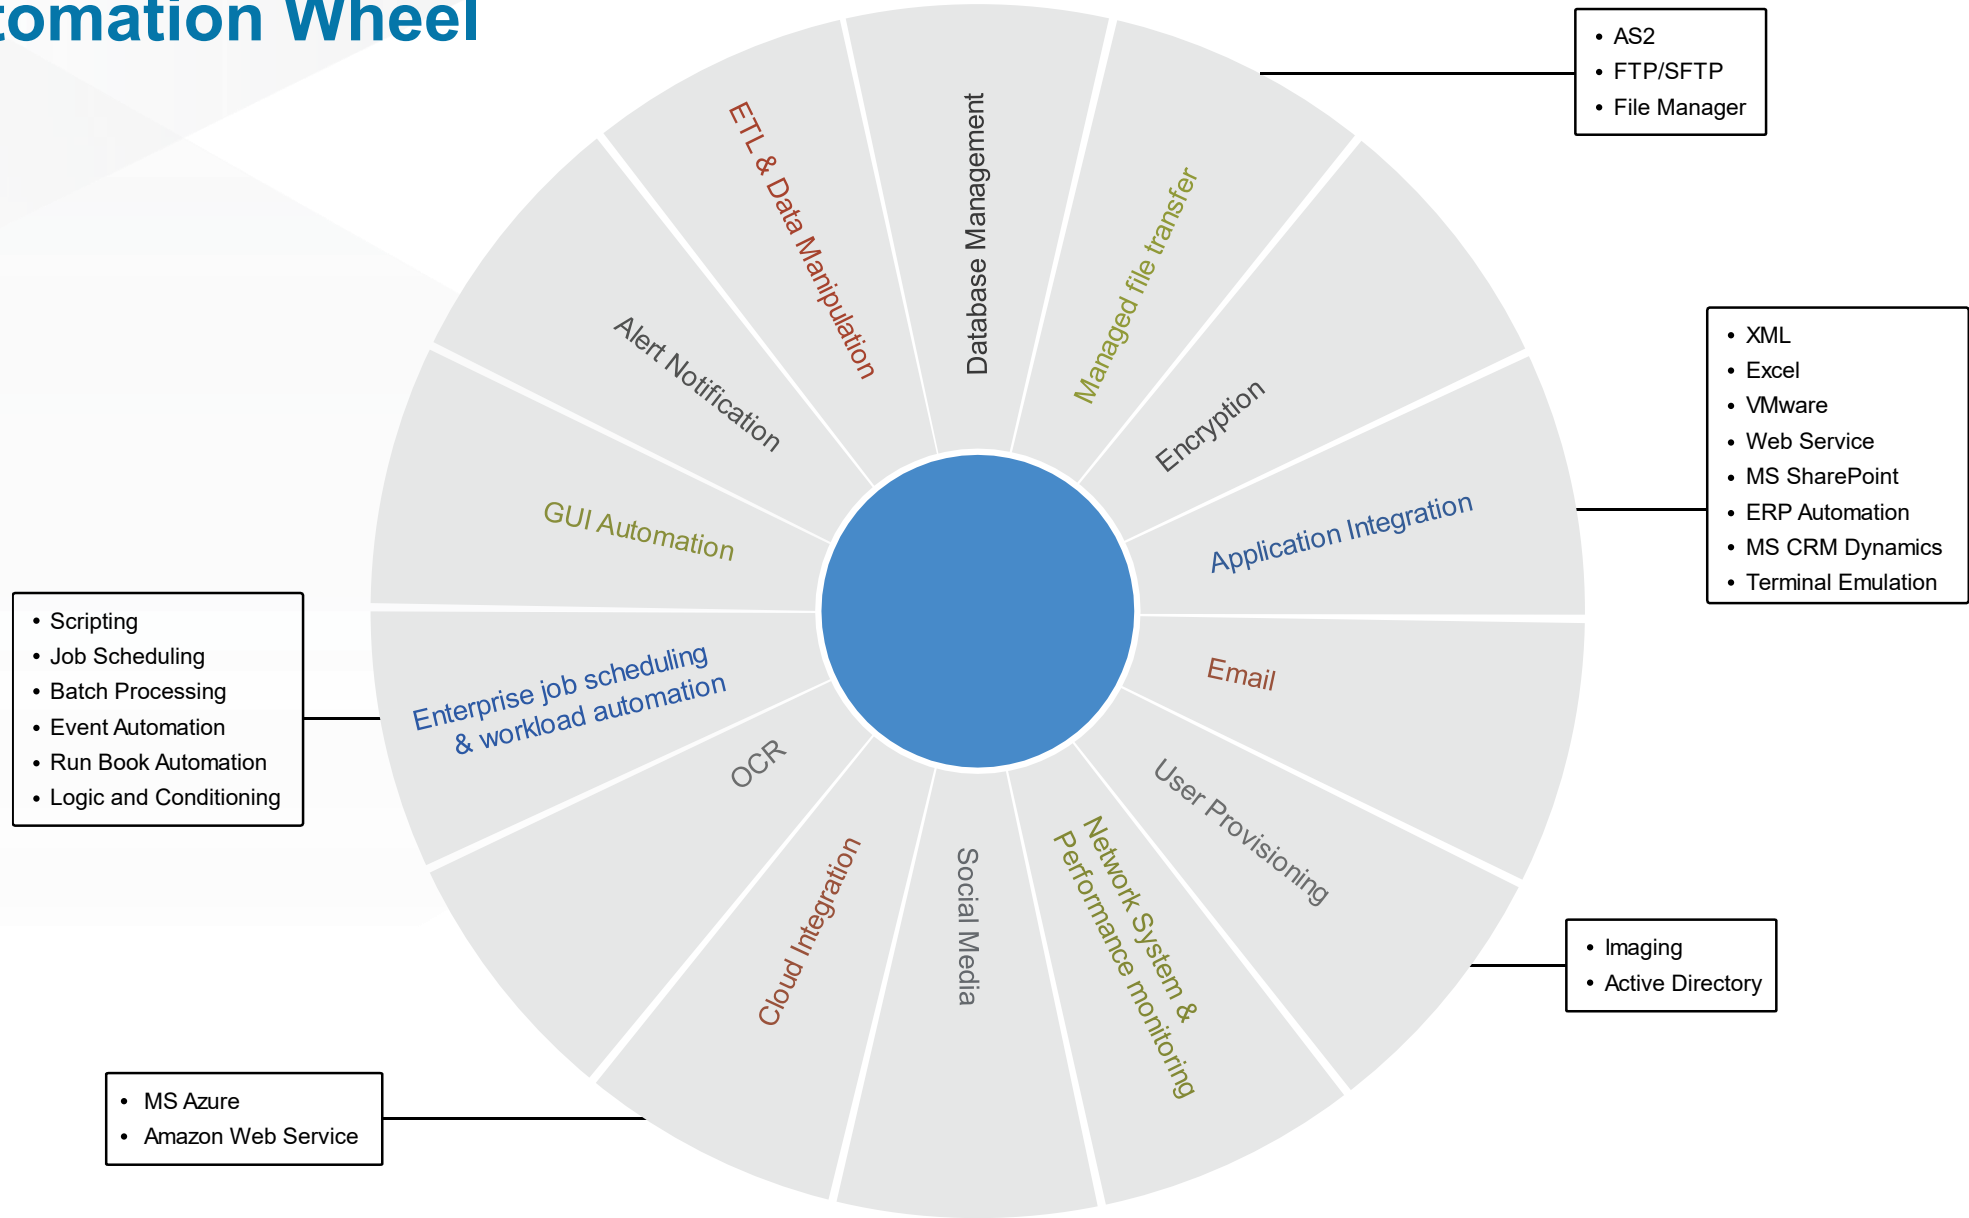 tomation Wheel
ETL & Data Manipulation
Database Management
Managed file transfer
Encryption
Application Integration
Email
User Provisioning
Network System &
Performance monitoring
Social Media
Cloud Integration
OCR
Enterprise job scheduling
& workload automation
GUI Automation
Alert Notification
• AS2
• FTP/SFTP
• File Manager
• XML
• Excel
• VMware
• Web Service
• MS SharePoint
• ERP Automation
• MS CRM Dynamics
• Terminal Emulation
• Imaging
• Active Directory
• MS Azure
• Amazon Web Service
• Scripting
• Job Scheduling
• Batch Processing
• Event Automation
• Run Book Automation
• Logic and Conditioning